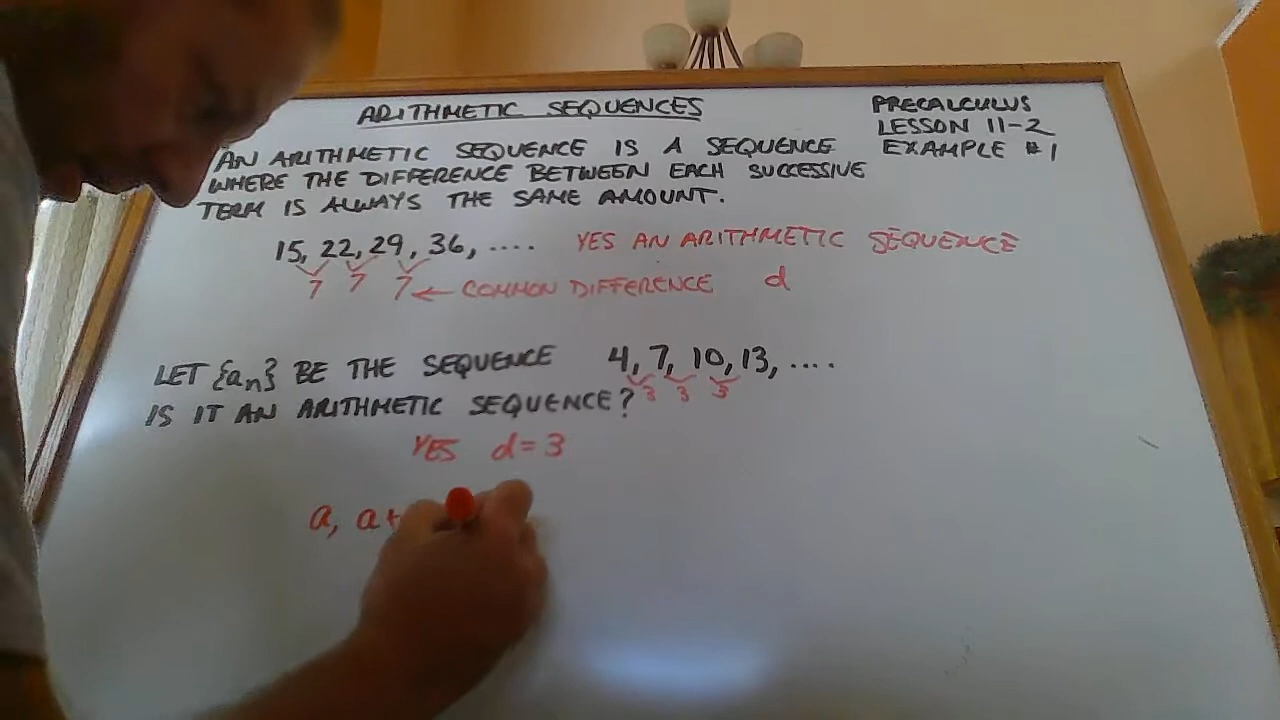 ARITHMETIC SEQUENCES
PRECALCULUS
LESSON 11-2
EXAMPLE #1
AN ARITHMETIC SEQUENCE IS A SEQUENCE
WHERE THE DIFFERENCE BETWEEN EACH SUCCESSIVE
TERM IS ALWAYS THE SAME AMOUNT.
15, 22, 29, 36, .... YES AN ARITHMETIC SEQUENCE
7 7 7 ← COMMON DIFFERENCE d
LET {aₙ} BE THE SEQUENCE 4, 7, 10, 13, ....
3 3 3
IS IT AN ARITHMETIC SEQUENCE?
YES d=3
a, a+